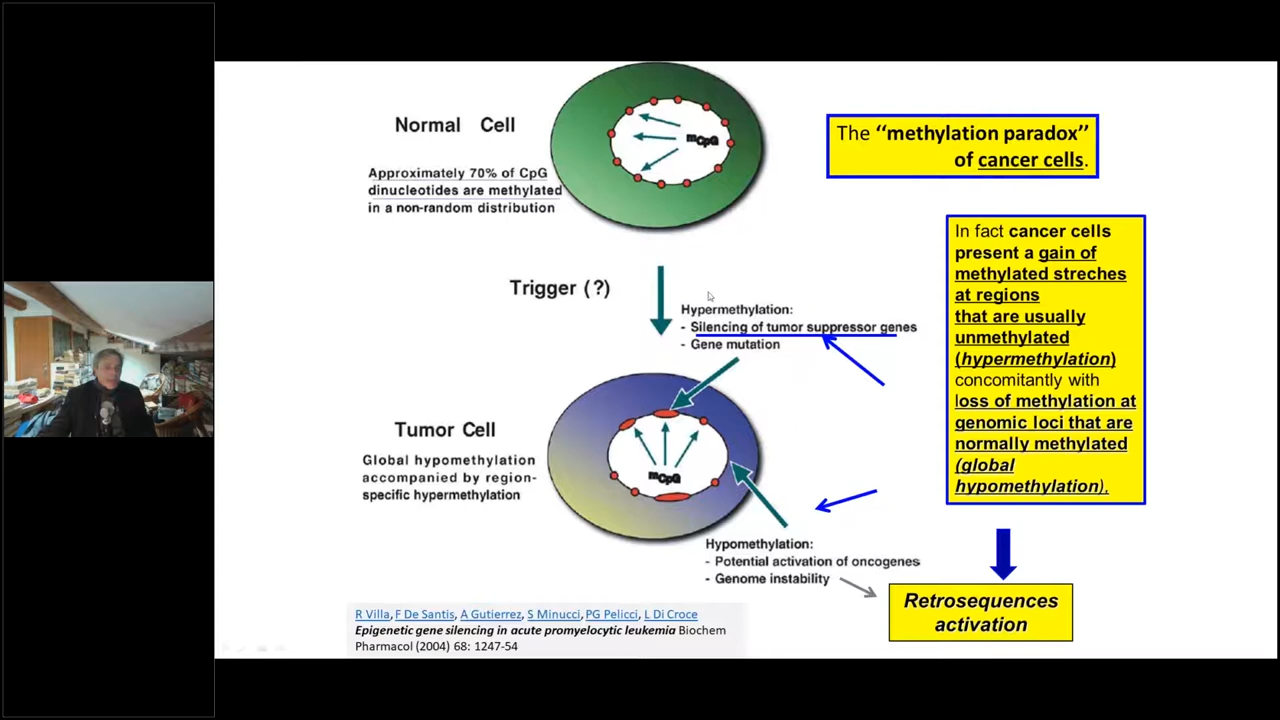 Normal Cell
Approximately 70% of CpG
dinucleotides are methylated
in a non-random distribution
mCpG
The “methylation paradox”
of cancer cells.
Trigger (?)
Hypermethylation:
- Silencing of tumor suppressor genes
- Gene mutation
In fact cancer cells
present a gain of
methylated streches
at regions
that are usually
unmethylated
(hypermethylation)
concomitantly with
loss of methylation at
genomic loci that are
normally methylated
(global
hypomethylation).
Tumor Cell
Global hypomethylation
accompanied by region-
specific hypermethylation
mCpG
Hypomethylation:
- Potential activation of oncogenes
- Genome instability
Retrosequences
activation
R Villa, F De Santis, A Gutierrez, S Minucci, PG Pelicci, L Di Croce
Epigenetic gene silencing in acute promyelocytic leukemia Biochem
Pharmacol (2004) 68: 1247-54